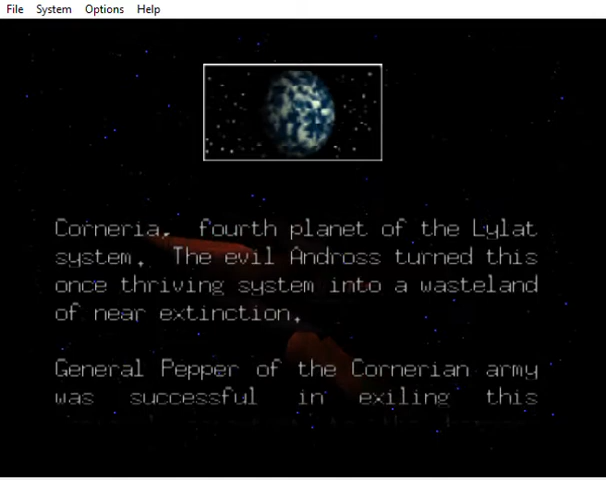 File System Options Help
Corneria, fourth planet of the Lylat
system. The evil Andross turned this
once thriving system into a wasteland
of near extinction.
General Pepper of the Cornerian army
was successful in exiling this